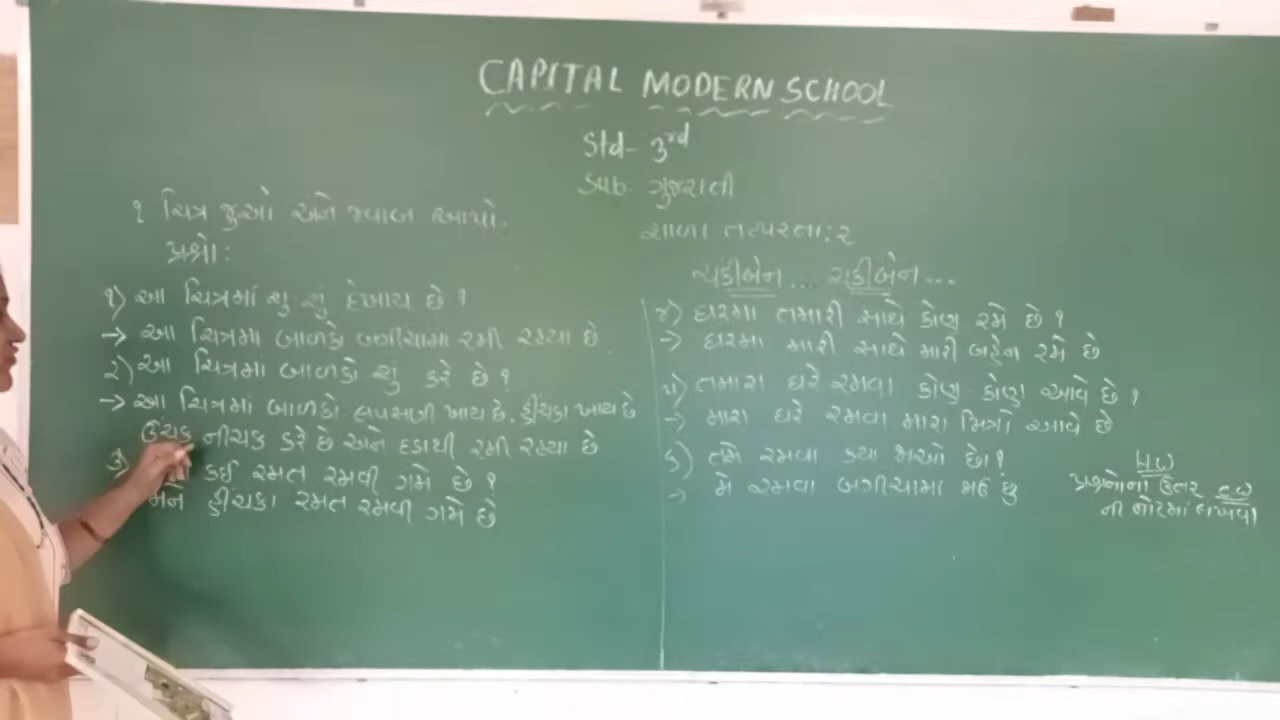 CAPITAL MODERN SCHOOL
Std- 3rd
Sub ગુજરાતી
૧ ચિત્ર જુઓ અને જવાબ આપો.
પ્રશ્નો:
૧) આ ચિત્રમાં શુ શું દેખાય છે ?
→ આ ચિત્રમા બાળકો બગીચામા રમી રહ્યા છે.
૨) આ ચિત્રમાં બાળકો શું કરે છે ?
→ આ ચિત્રમાં બાળકો લપસણી ખાય છે. હીંચકા ખાય છે
ઉંચક નીચક કરે છે અને દડાથી રમી રહ્યા છે
૩) કઈ રમત રમવી ગમે છે ?
મને હીંચકા રમત રમવી ગમે છે
શાળા તત્પરતા: ૨
ચકીબેન... ચકીબેન...
૪) ઘરમા તમારી સાથે કોણ રમે છે ?
→ ઘરમા મારી સાથે મારી બહેન રમે છે
૫) તમારા ઘરે રમવા કોણ કોણ આવે છે ?
→ મારા ઘરે રમવા મારા મિત્રો આવે છે
૬) તમે રમવા ક્યા જાઓ છો ?
→ મે રમવા બગીચામા જાઉ છુ
HW
પ્રશ્નોનો ઉતર CW
ની નોટમાં લખવા